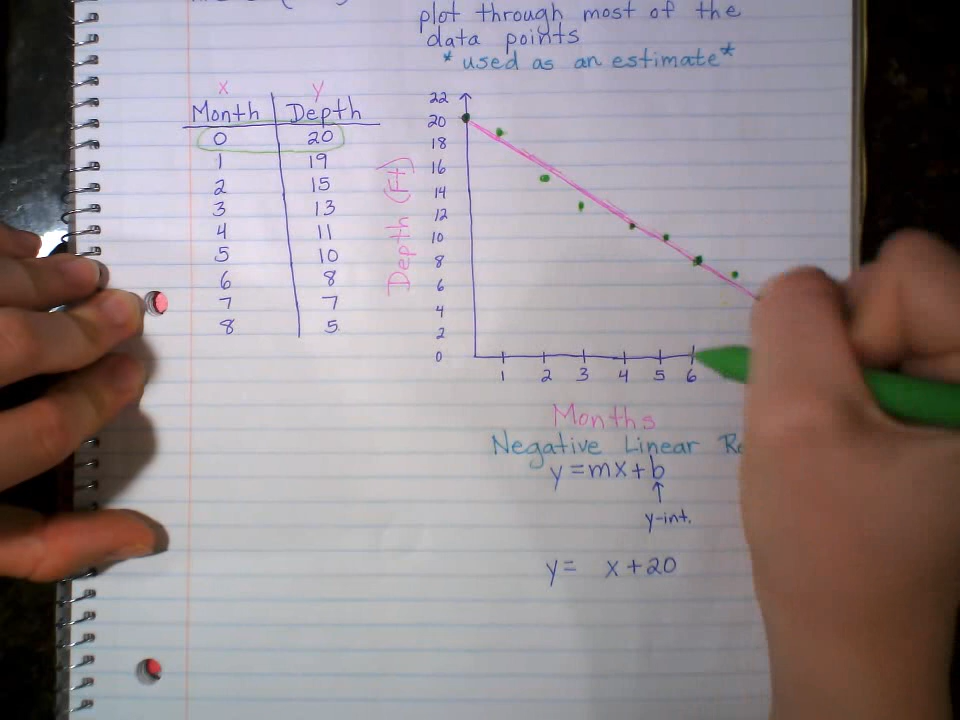 plot through most of the
data points
*used as an estimate*
x y
Month Depth
0 20
1 19
2 15
3 13
4 11
5 10
6 8
7 7
8 5
Depth (Ft)
22
20
18
16
14
12
10
8
6
4
2
0
1 2 3 4 5 6
Months
Negative Linear
y=mx+b
↑
y-int.
y= x+20